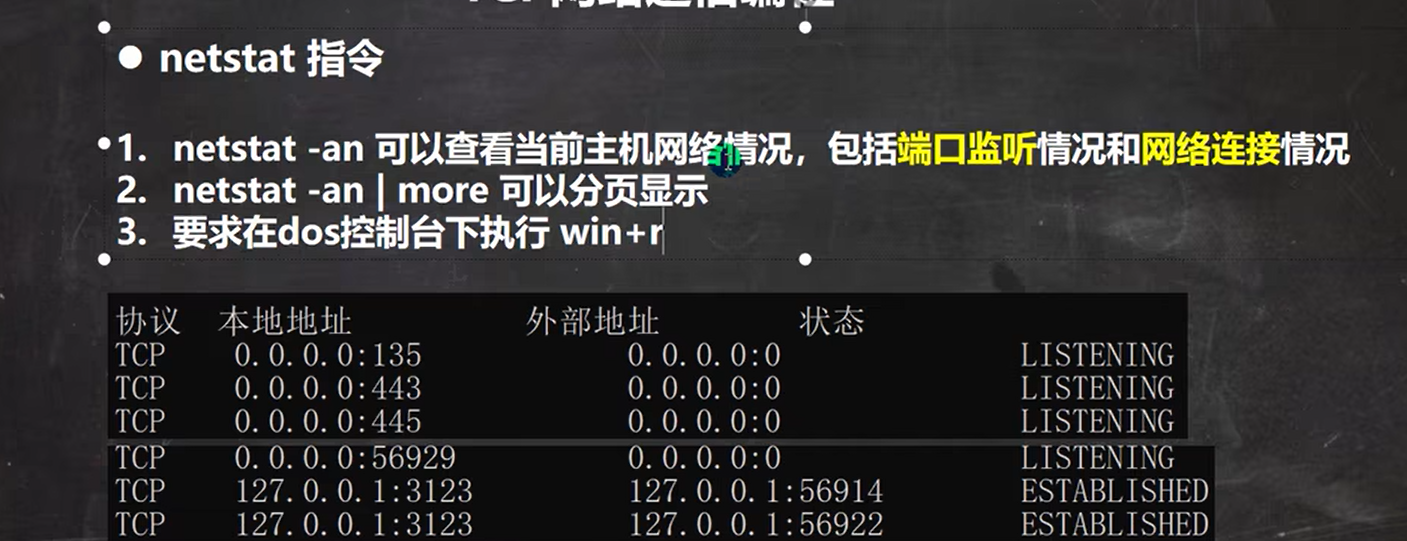 TCP 网络通信编程
netstat 指令
1. netstat -an 可以查看当前主机网络情况，包括端口监听情况和网络连接情况
2. netstat -an | more 可以分页显示
3. 要求在dos控制台下执行 win+r
协议 本地地址 外部地址 状态
TCP 0.0.0.0:135 0.0.0.0:0 LISTENING
TCP 0.0.0.0:443 0.0.0.0:0 LISTENING
TCP 0.0.0.0:445 0.0.0.0:0 LISTENING
TCP 0.0.0.0:56929 0.0.0.0:0 LISTENING
TCP 127.0.0.1:3123 127.0.0.1:56914 ESTABLISHED
TCP 127.0.0.1:3123 127.0.0.1:56922 ESTABLISHED